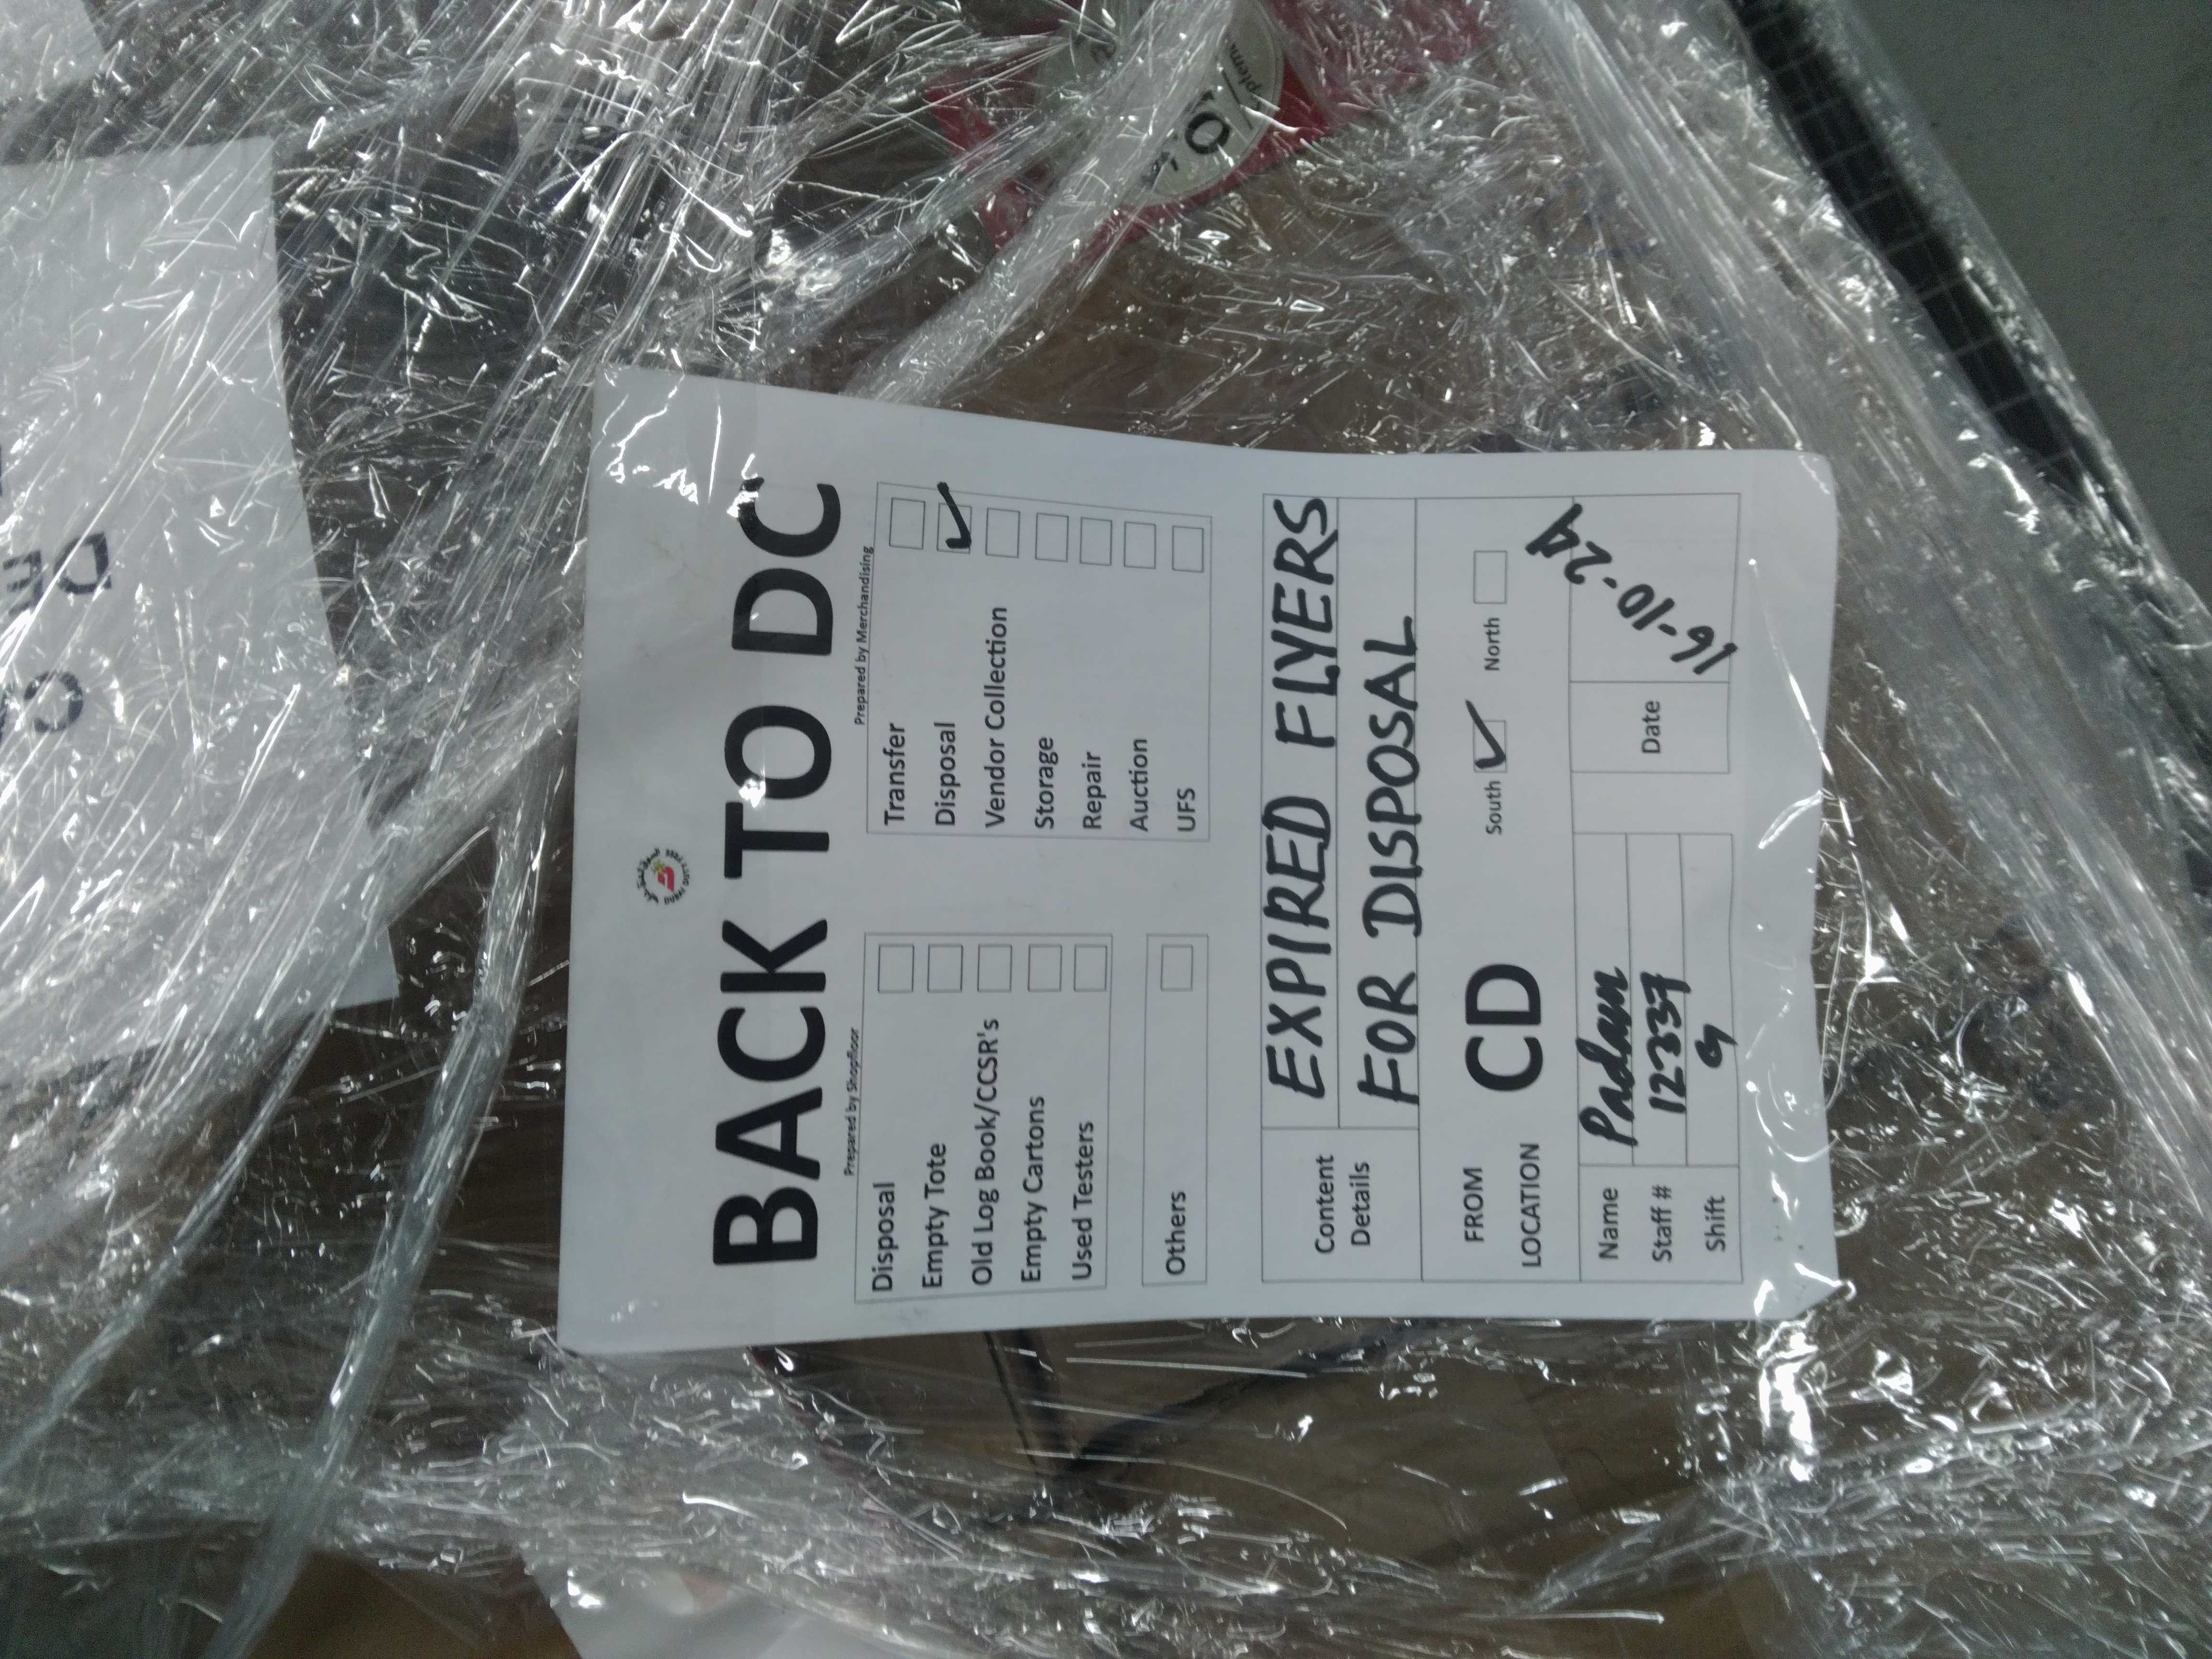 BACK TO DC
Prepared by Shopfloor
Disposal
Empty Tote
Old Log Book/CCSR's
Empty Cartons
Used Testers
Others
Prepared by Merchandising
Transfer
Disposal
Vendor Collection
Storage
Repair
Auction
UFS
Content
Details
EXPIRED FLYERS
FOR DISPOSAL
FROM
LOCATION
CD
South
North
Name
Padam
Staff #
12337
Shift
Date
16-10-24